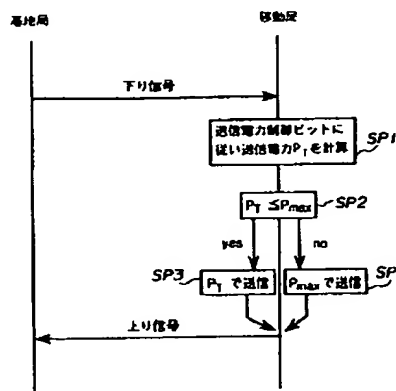 基地局
移動局
下り信号
送信電力制御ビットに
従い送信電力PTを計算
SP1
PT≦Pmax
SP2
yes
no
SP3
PTで送信
Pmaxで送信
SP
上り信号